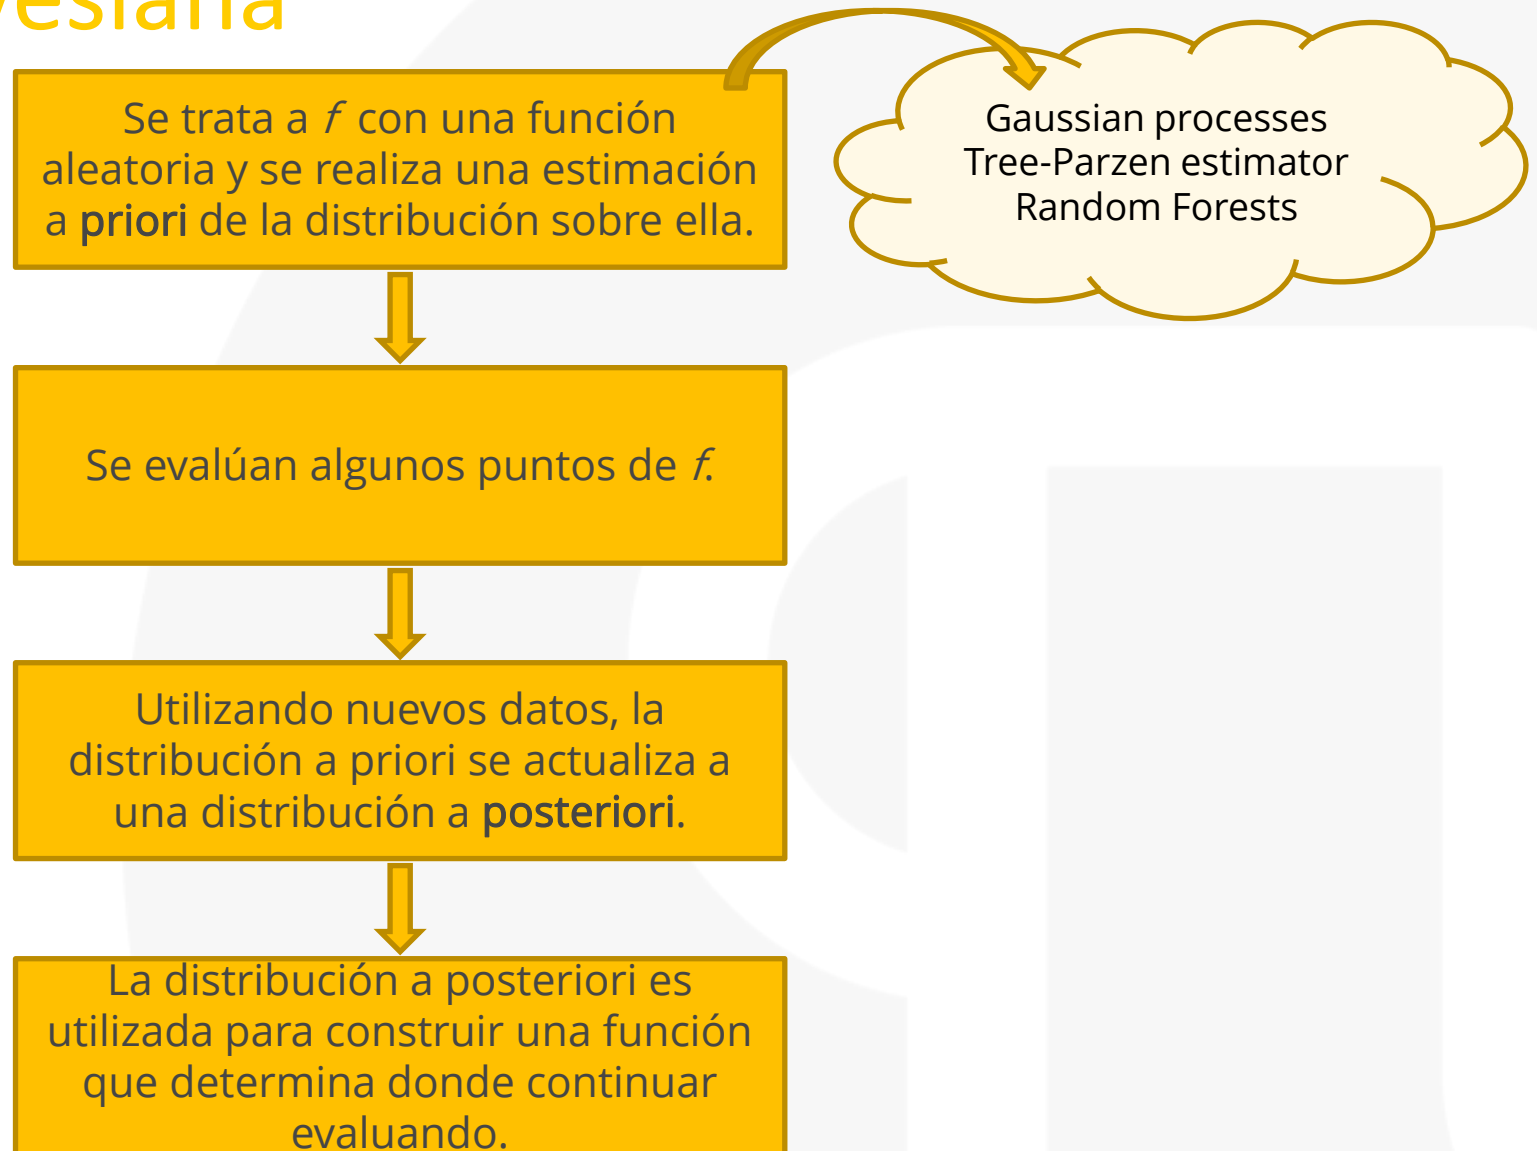 Se trata a f con una función
aleatoria y se realiza una estimación
a priori de la distribución sobre ella.
Gaussian processes
Tree-Parzen estimator
Random Forests
Se evalúan algunos puntos de f.
Utilizando nuevos datos, la
distribución a priori se actualiza a
una distribución a posteriori.
La distribución a posteriori es
utilizada para construir una función
que determina donde continuar
evaluando.